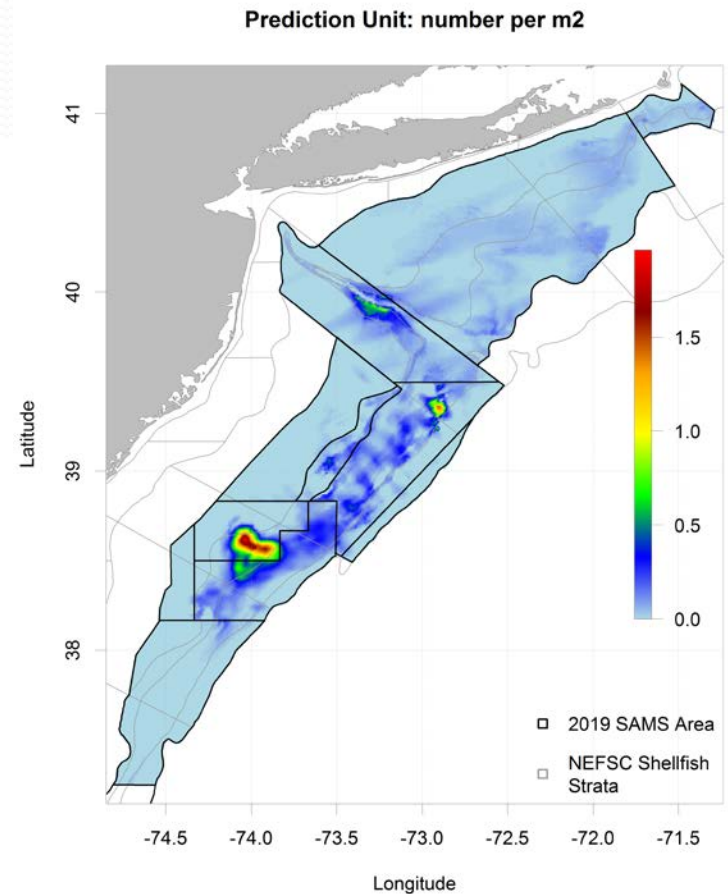 Prediction Unit: number per m2
41
40
39
38
Latitude
1.5
1.0
0.5
0.0
2019 SAMS Area
NEFSC Shellfish
Strata
-74.5 -74.0 -73.5 -73.0 -72.5 -72.0 -71.5
Longitude